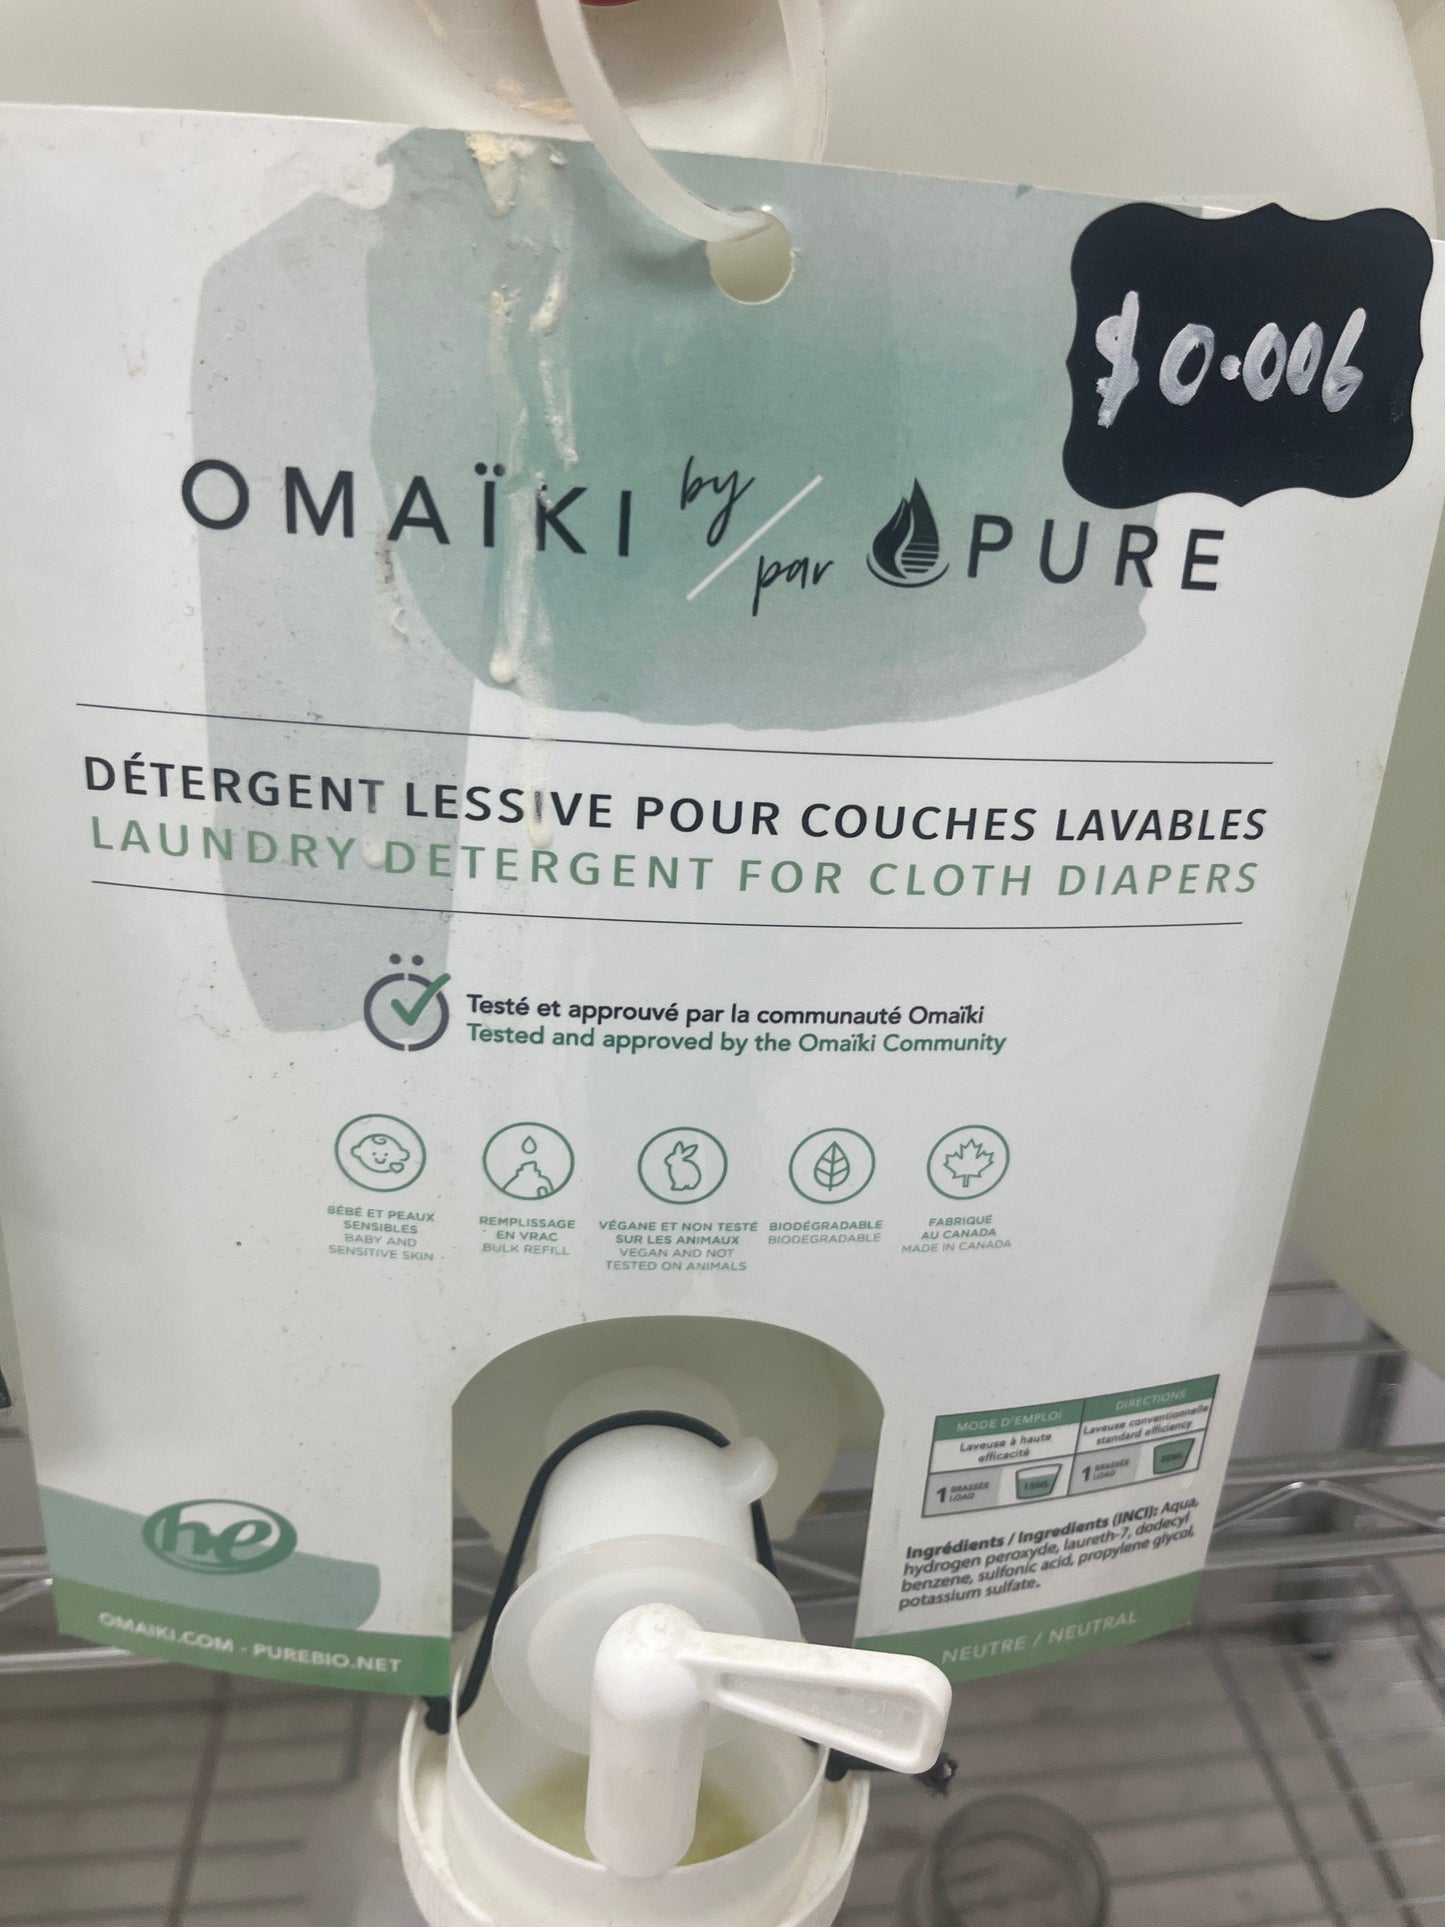 $0.006
OMAÏKI by / par PURE
DÉTERGENT LESSIVE POUR COUCHES LAVABLES
LAUNDRY DETERGENT FOR CLOTH DIAPERS
Testé et approuvé par la communauté Omaïki
Tested and approved by the Omaïki Community
BÉBÉ ET PEAUX
SENSIBLES
BABY AND
SENSITIVE SKIN
REMPLISSAGE
EN VRAC
BULK REFILL
VÉGANE ET NON TESTÉ
SUR LES ANIMAUX
VEGAN AND NOT
TESTED ON ANIMALS
BIODÉGRADABLE
BIODEGRADABLE
FABRIQUÉ
AU CANADA
MADE IN CANADA
MODE D'EMPLOI
DIRECTIONS
Laveuse à haute
efficacité
Laveuse conventionnelle
standard efficiency
1 BRASSÉE
LOAD
15ML
1 BRASSÉE
LOAD
Ingrédients / Ingredients (INCI): Aqua,
hydrogen peroxyde, laureth-7, dodecyl
benzene, sulfonic acid, propylene glycol,
potassium sulfate.
he
OMAIKI.COM - PUREBIO.NET
NEUTRE / NEUTRAL